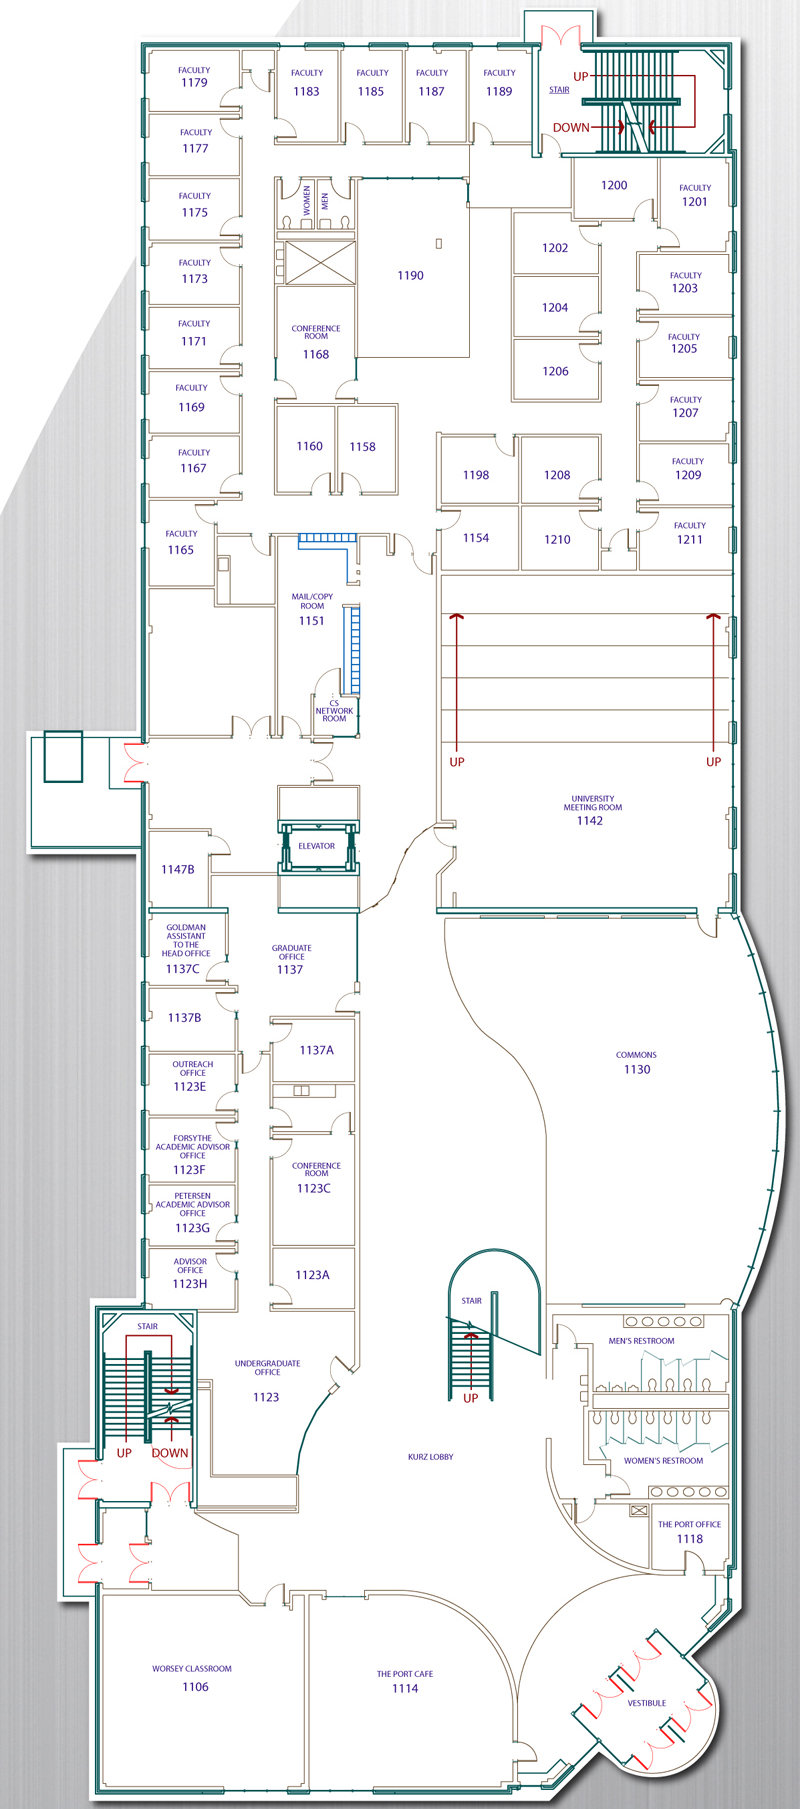 FACULTY
1179
FACULTY
1183
FACULTY
1185
FACULTY
1187
FACULTY
1189
UP
STAIR
DOWN
FACULTY
1177
FACULTY
1175
WOMEN
MEN
1200
FACULTY
1201
FACULTY
1173
1190
1202
FACULTY
1203
1204
FACULTY
1171
CONFERENCE
ROOM
1168
FACULTY
1205
1206
FACULTY
1169
FACULTY
1207
1160
1158
FACULTY
1167
1198
1208
FACULTY
1209
FACULTY
1165
1154
1210
FACULTY
1211
MAIL/COPY
ROOM
1151
CS
NETWORK
ROOM
UP
UP
UNIVERSITY
MEETING ROOM
1142
ELEVATOR
1147B
GOLDMAN
ASSISTANT
TO THE
HEAD OFFICE
1137C
GRADUATE
OFFICE
1137
1137B
1137A
COMMONS
1130
OUTREACH
OFFICE
1123E
FORSYTHE
ACADEMIC ADVISOR
OFFICE
1123F
CONFERENCE
ROOM
1123C
PETERSEN
ACADEMIC ADVISOR
OFFICE
1123G
ADVISOR
OFFICE
1123H
1123A
STAIR
STAIR
UP
MEN'S RESTROOM
UNDERGRADUATE
OFFICE
1123
UP
DOWN
KURZ LOBBY
WOMEN'S RESTROOM
THE PORT OFFICE
1118
WORSEY CLASSROOM
1106
THE PORT CAFE
1114
VESTIBULE